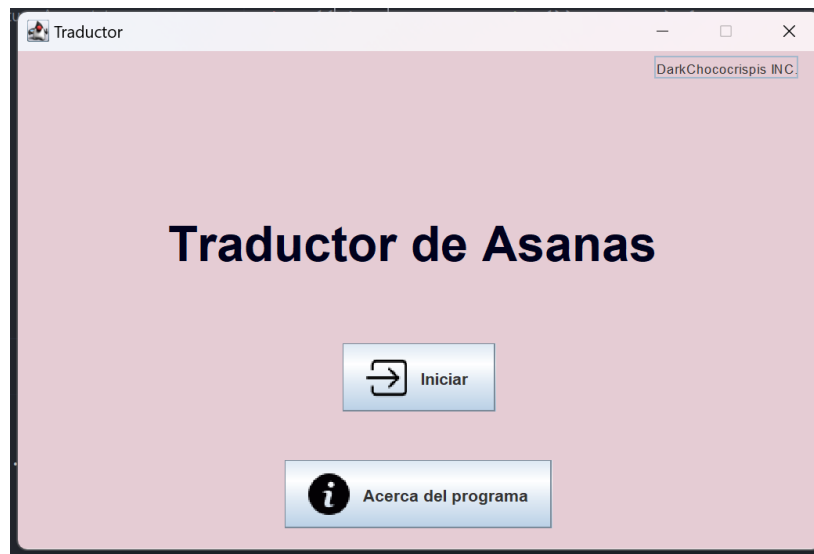 Traductor
DarkChococrispis INC.
Traductor de Asanas
Iniciar
Acerca del programa